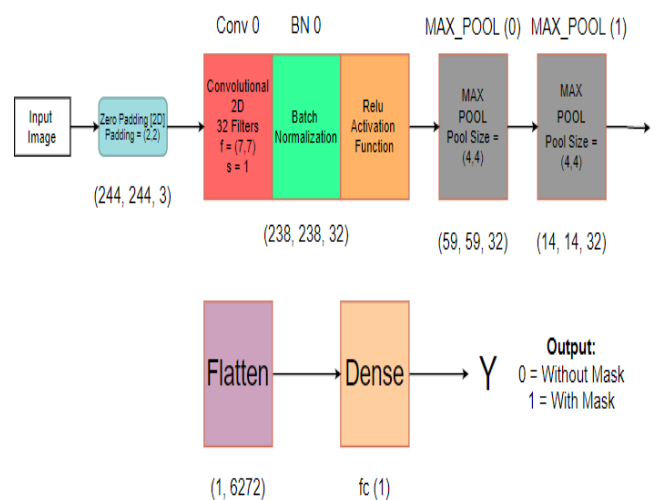 Conv 0
BN 0
MAX_POOL (0)
MAX_POOL (1)
Input
Image
Zero Padding [2D]
Padding = (2,2)
Convolutional
2D
32 Filters
f = (7,7)
s = 1
Batch
Normalization
Relu
Activation
Function
MAX
POOL
Pool Size =
(4,4)
MAX
POOL
Pool Size =
(4,4)
(244, 244, 3)
(238, 238, 32)
(59, 59, 32)
(14, 14, 32)
Flatten
Dense
Y
Output:
0 = Without Mask
1 = With Mask
(1, 6272)
fc (1)